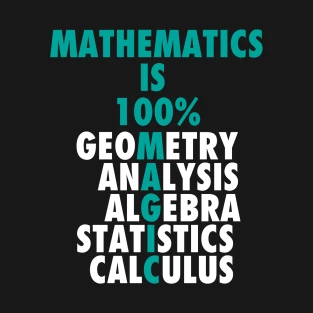 MATHEMATICS
IS
100%
GEOMETRY
ANALYSIS
ALGEBRA
STATISTICS
CALCULUS